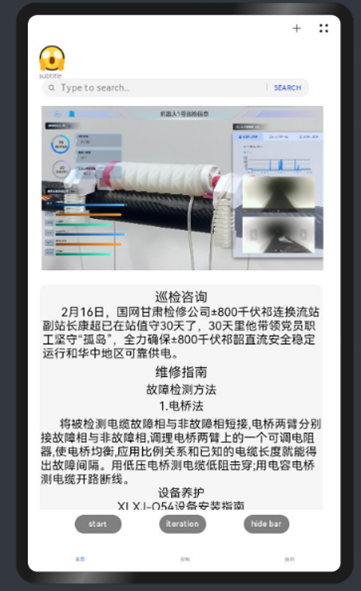 subtitle
Type to search..
SEARCH
机器人1号巡检信息
巡检咨询
2月16日，国网甘肃检修公司±800千伏祁连换流站
副站长康超已在站值守30天了，30天里他带领党员职
工坚守“孤岛”，全力确保±800千伏祁韶直流安全稳定
运行和华中地区可靠供电。
维修指南
故障检测方法
1.电桥法
将被检测电缆故障相与非故障相短接,电桥两臂分别
接故障相与非故障相,调理电桥两臂上的一个可调电阻
器,使电桥均衡,应用比例关系和已知的电缆长度就能得
出故障间隔。用低压电桥测电缆低阻击穿;用电容电桥
测电缆开路断线。
设备养护
XLXJ-O54设备安装指南
start
iteration
hide bar